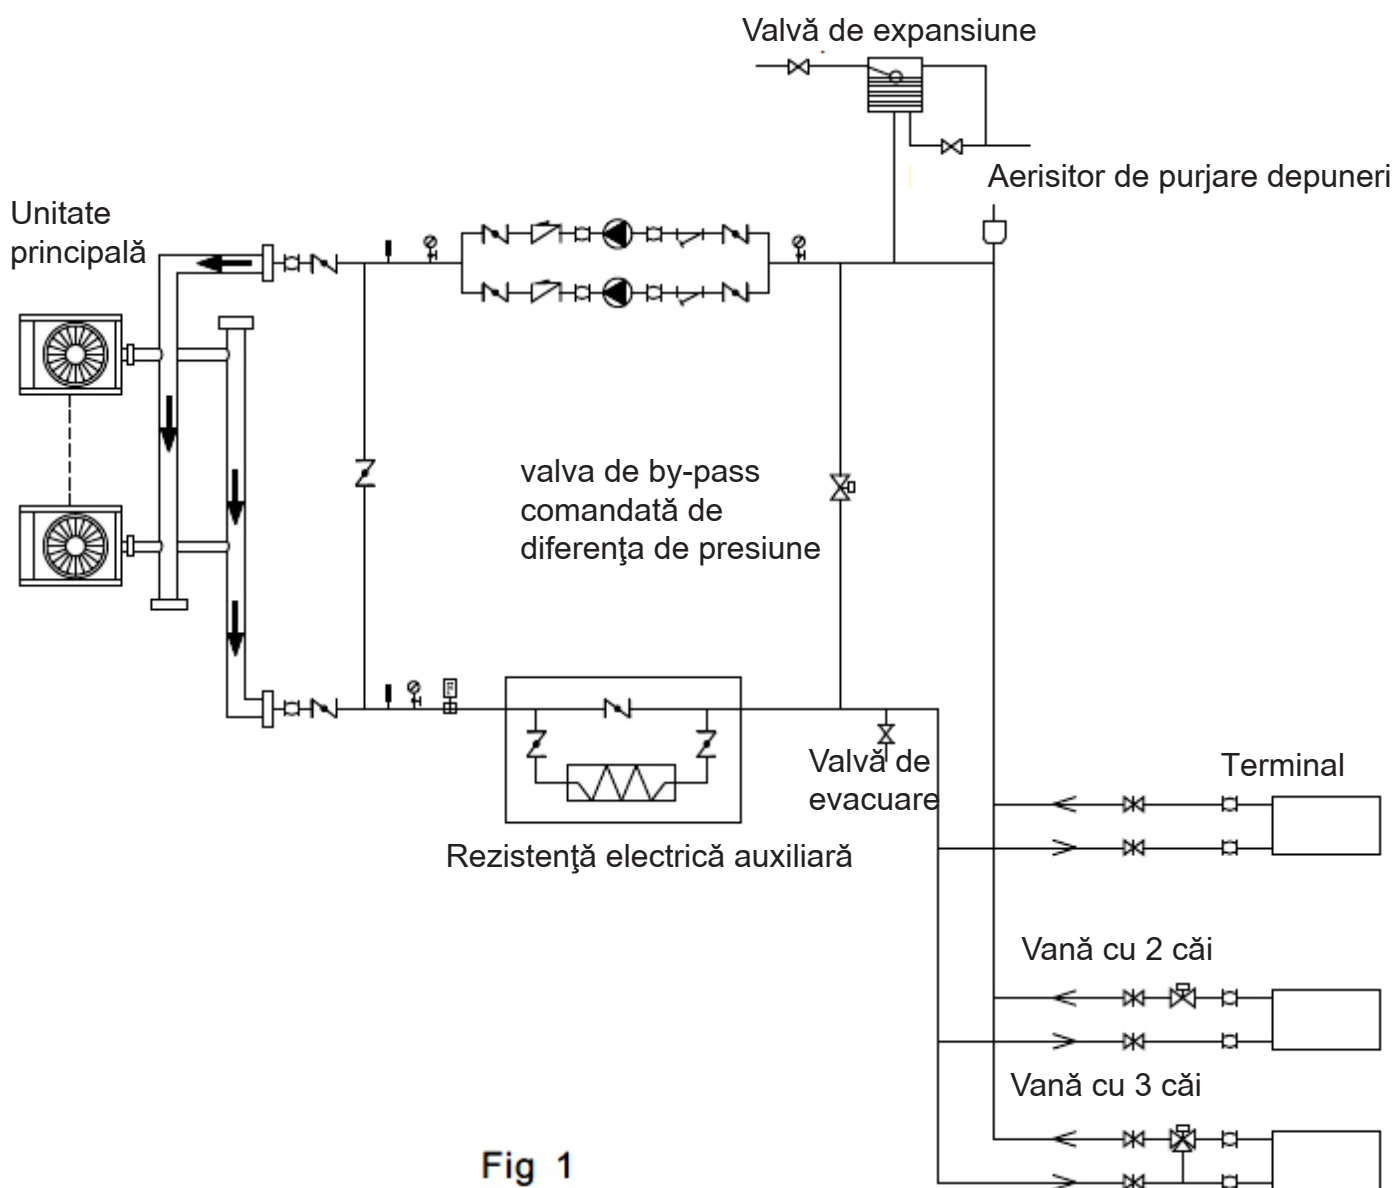 Valvă de expansiune
Aerisitor de purjare depuneri
Unitate
principală
valva de by-pass
comandată de
diferenţa de presiune
Valvă de
evacuare
Terminal
Rezistenţă electrică auxiliară
Vană cu 2 căi
Vană cu 3 căi
Fig 1